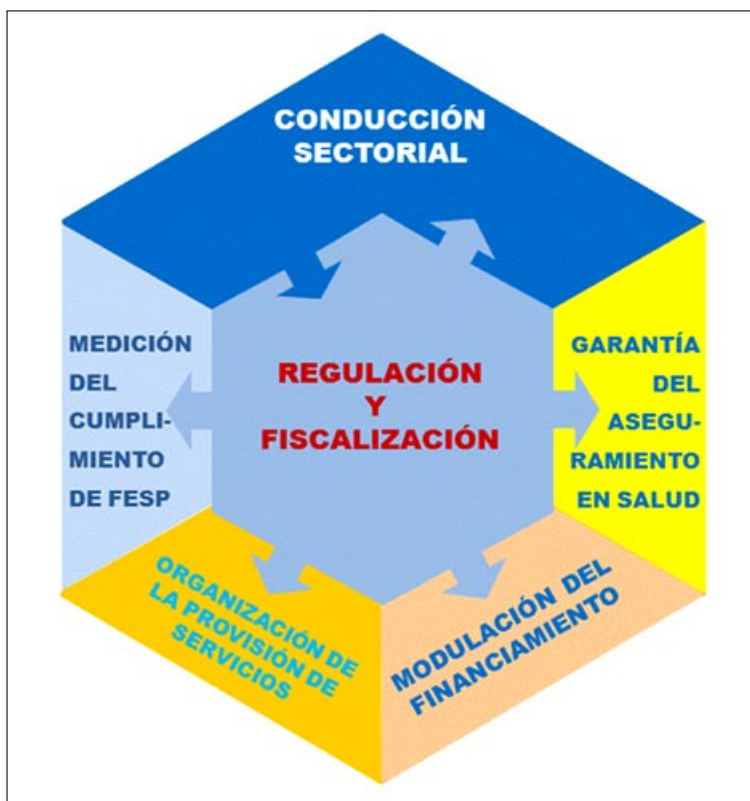 CONDUCCIÓN
SECTORIAL
MEDICIÓN
DEL
CUMPLI-
MIENTO
DE FESP
REGULACIÓN
Y
FISCALIZACIÓN
GARANTÍA
DEL
ASEGU-
RAMIENTO
EN SALUD
ORGANIZACIÓN DE
LA PROVISIÓN DE
SERVICIOS
MODULACIÓN DEL
FINANCIAMIENTO